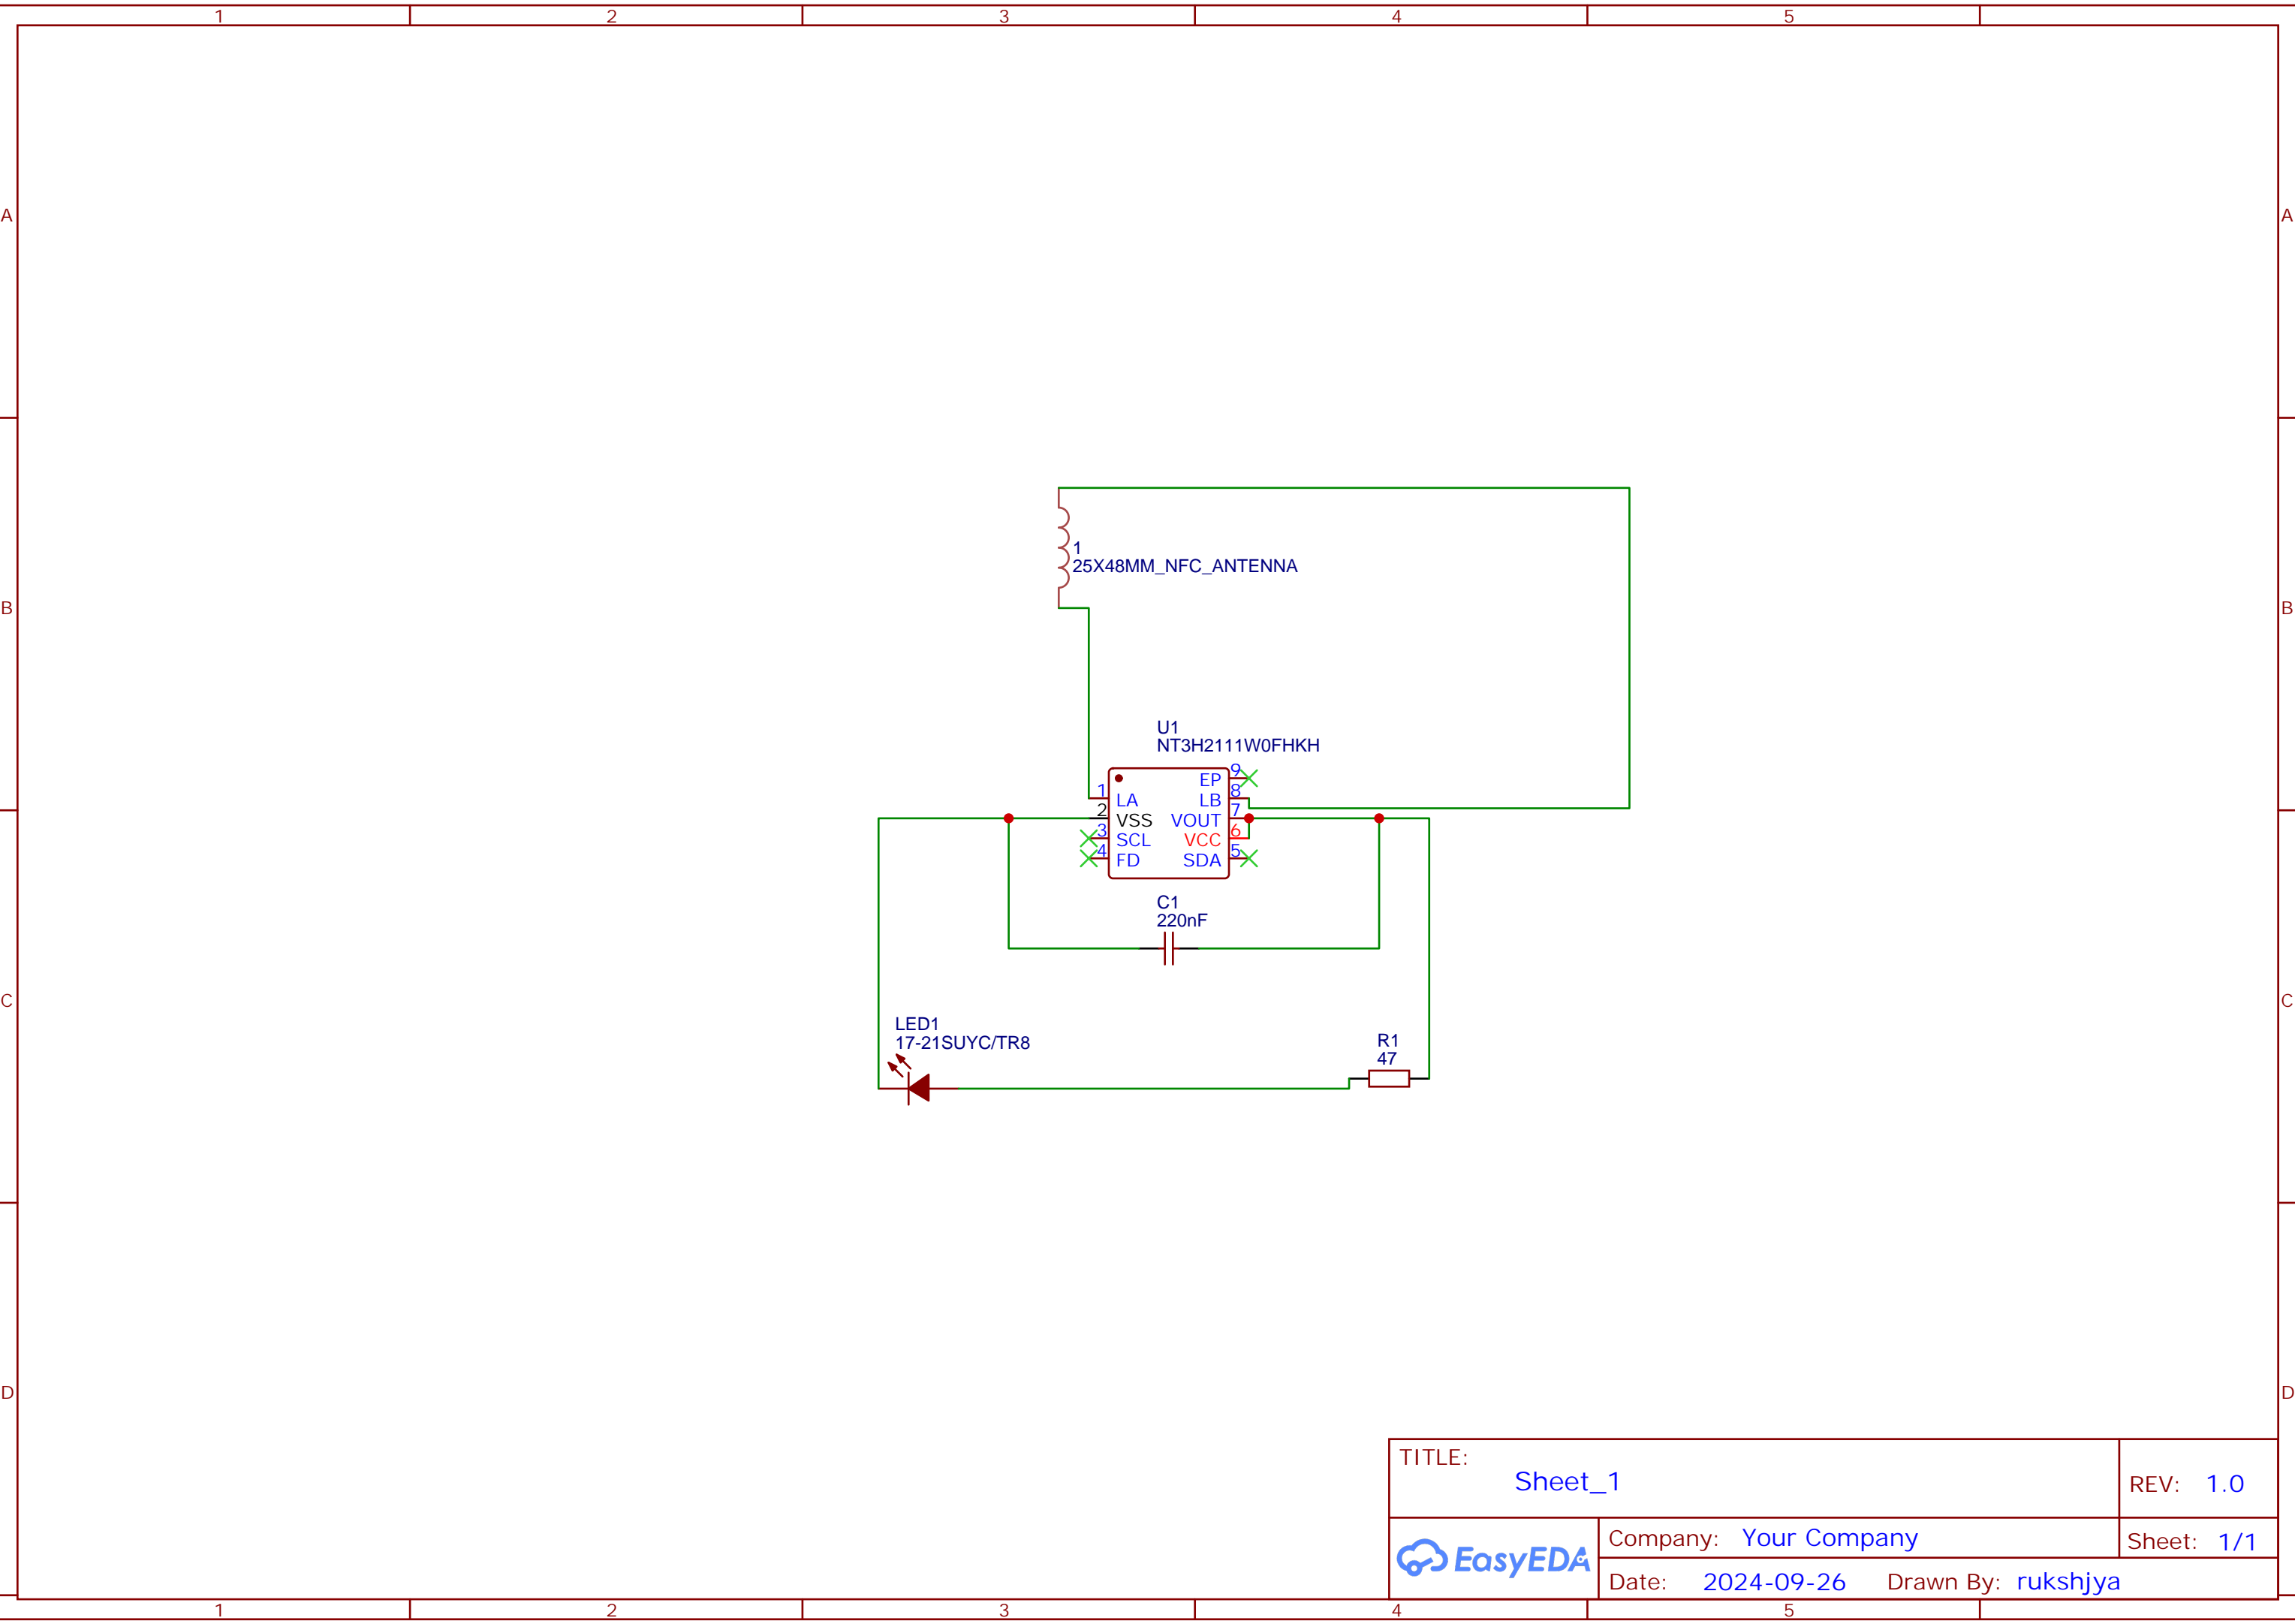 1 2 3 4 5
A A
1
25X48MM_NFC_ANTENNA
B B
U1
NT3H2111W0FHKH
EP 9
1 LA LB 8
2 VSS VOUT 7
3 SCL VCC 6
4 FD SDA 5
C1
220nF
C C
LED1
17-21SUYC/TR8
R1
47
D D
TITLE:
Sheet_1
REV: 1.0
EasyEDA
Company: Your Company
Sheet: 1/1
Date: 2024-09-26 Drawn By: rukshjya
1 2 3 4 5